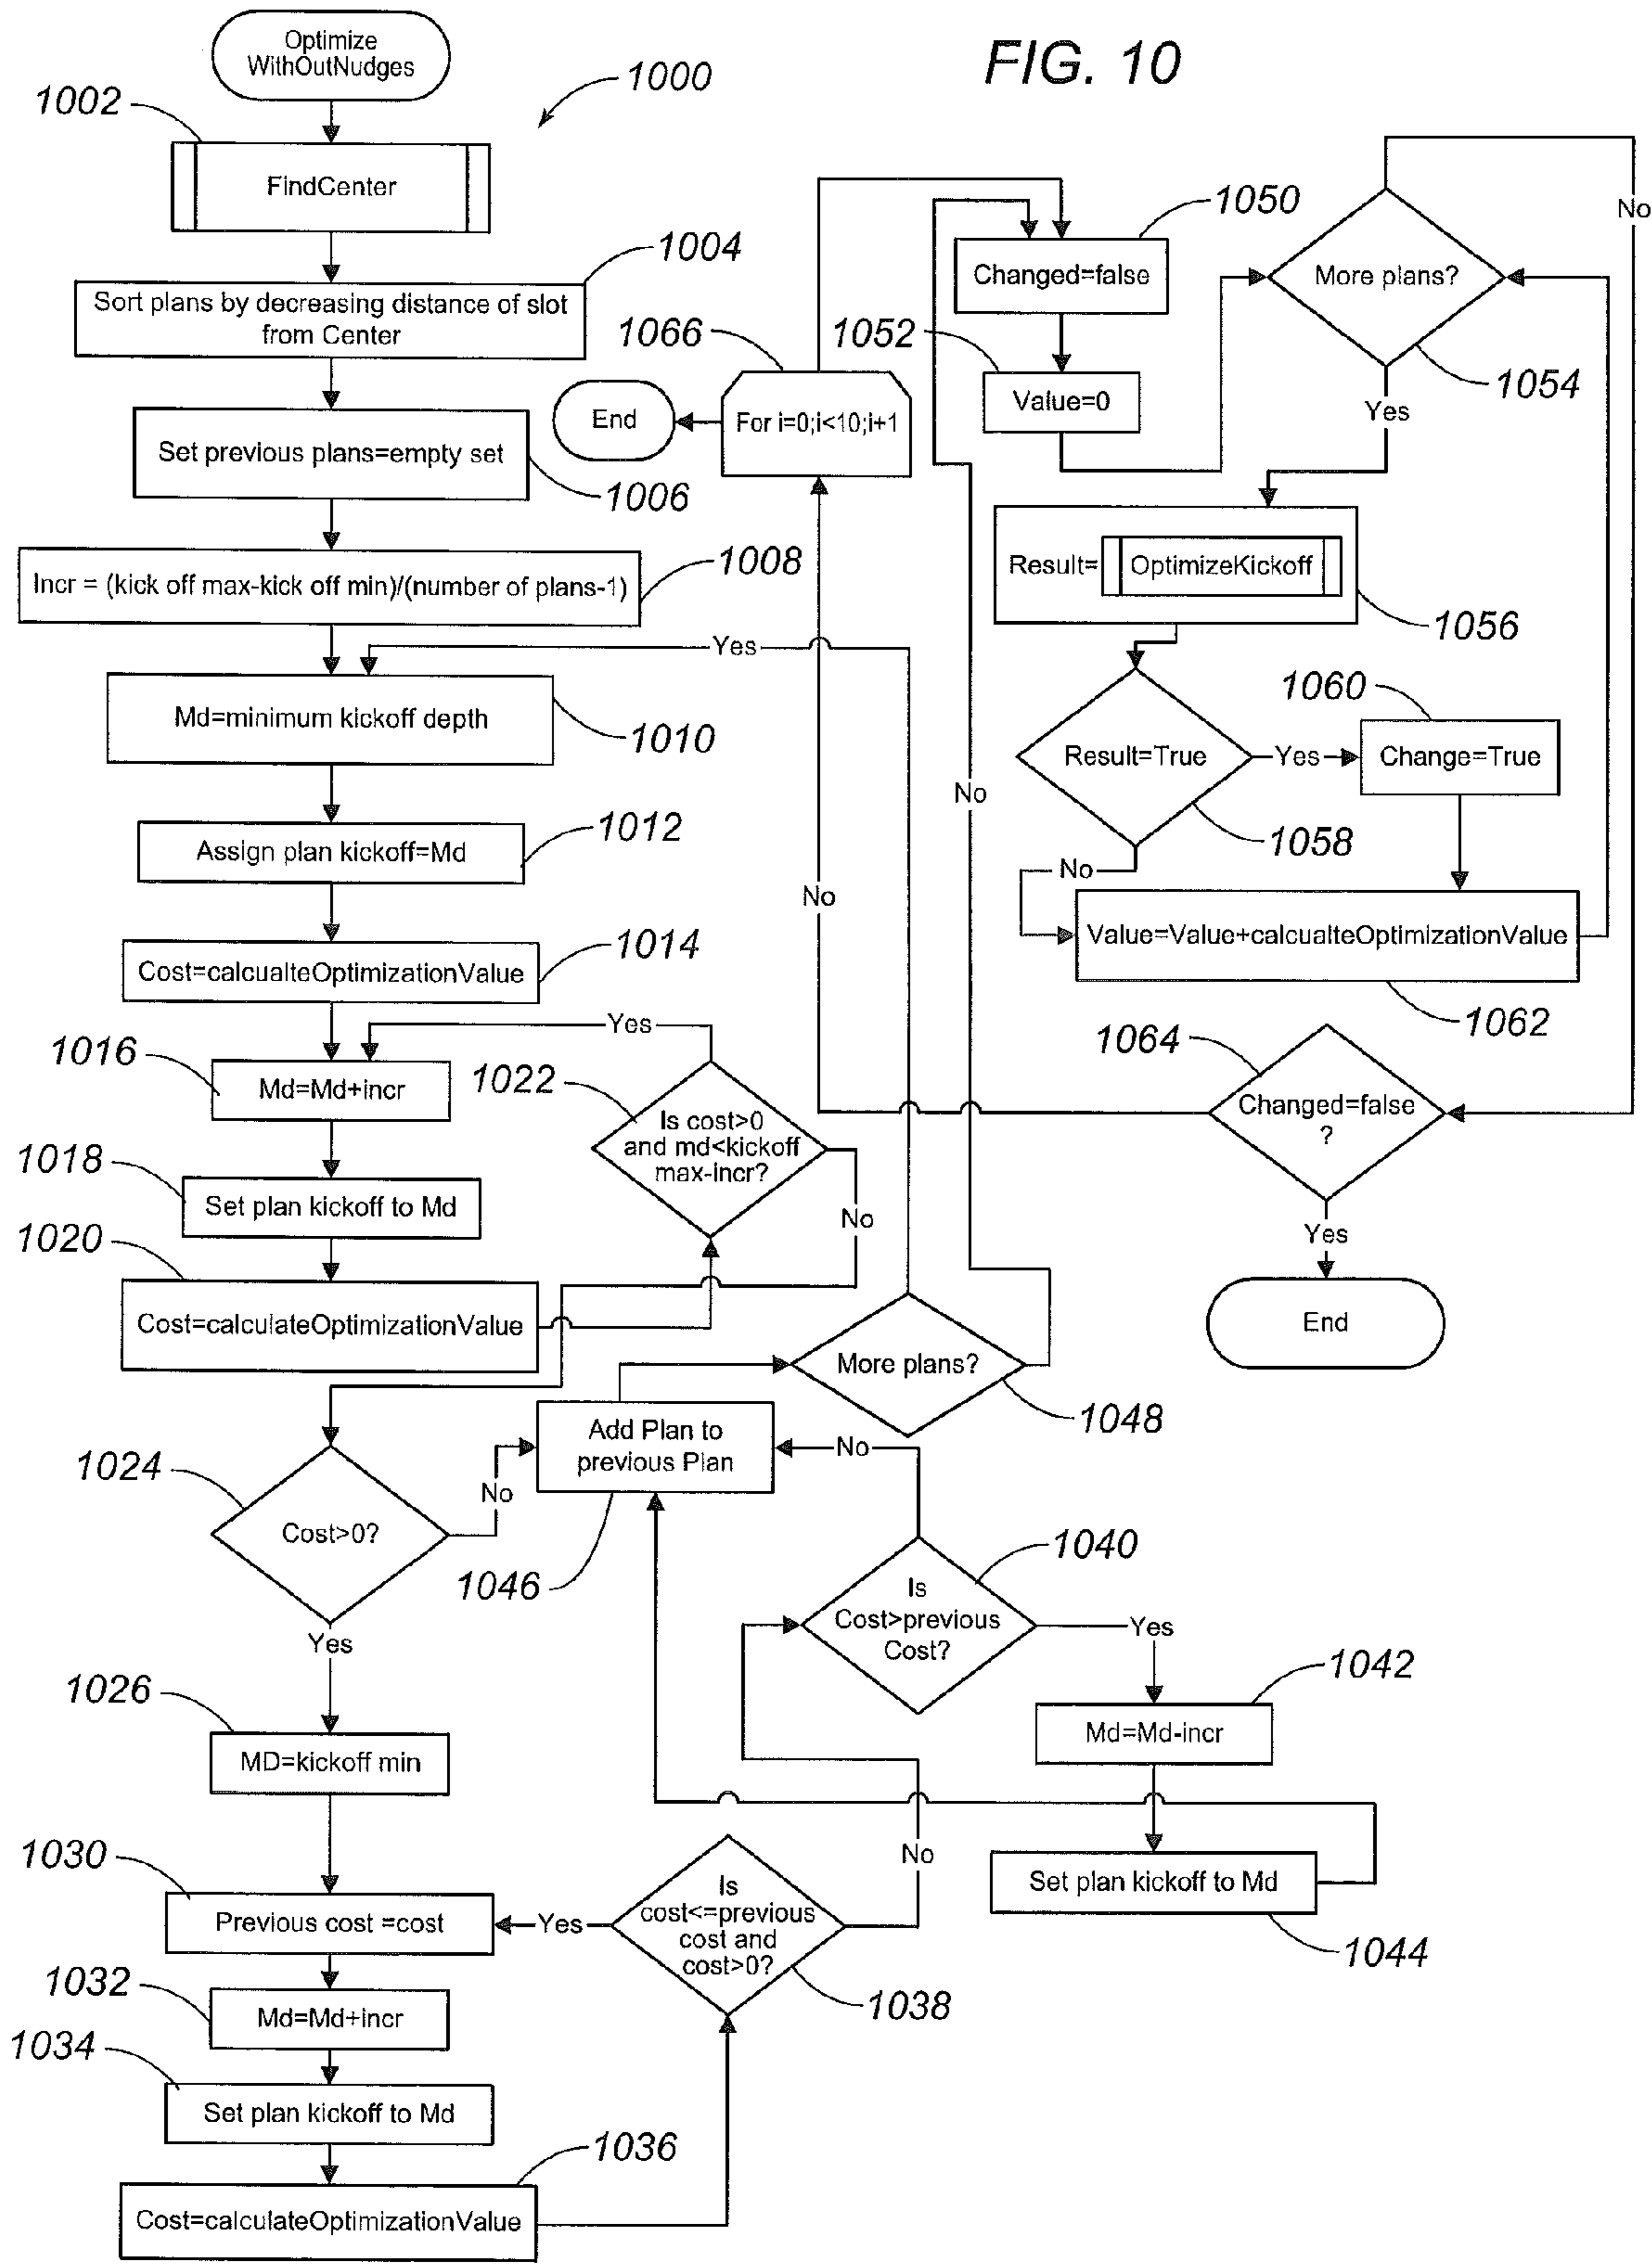 FIG. 10
Optimize
WithOutNudges
1000
1002
FindCenter
1004
Sort plans by decreasing distance of slot
from Center
Set previous plans=empty set
1006
1008
Incr = (kick off max-kick off min)/(number of plans-1)
Yes
Md=minimum kickoff depth
1010
1012
Assign plan kickoff=Md
1014
Cost=calcualteOptimizationValue
Yes
1016
Md=Md+incr
1022
Is cost>0
and md<kickoff
max-incr?
No
1018
Set plan kickoff to Md
1020
Cost=calculateOptimizationValue
1024
Cost>0?
No
Yes
1026
MD=kickoff min
1030
Previous cost =cost
1032
Md=Md+incr
1034
Set plan kickoff to Md
1036
Cost=calculateOptimizationValue
Yes
Is
cost<=previous
cost and
cost>0?
1038
No
1040
Is
Cost>previous
Cost?
No
Yes
1042
Md=Md-incr
Set plan kickoff to Md
1044
Add Plan to
previous Plan
1046
More plans?
1048
No
1050
Changed=false
1052
Value=0
More plans?
1054
No
Yes
Result=
OptimizeKickoff
1056
Result=True
1058
Yes
1060
Change=True
No
Value=Value+calcualteOptimizationValue
1062
1064
Changed=false
?
No
Yes
End
1066
For i=0;i<10;i+1
End